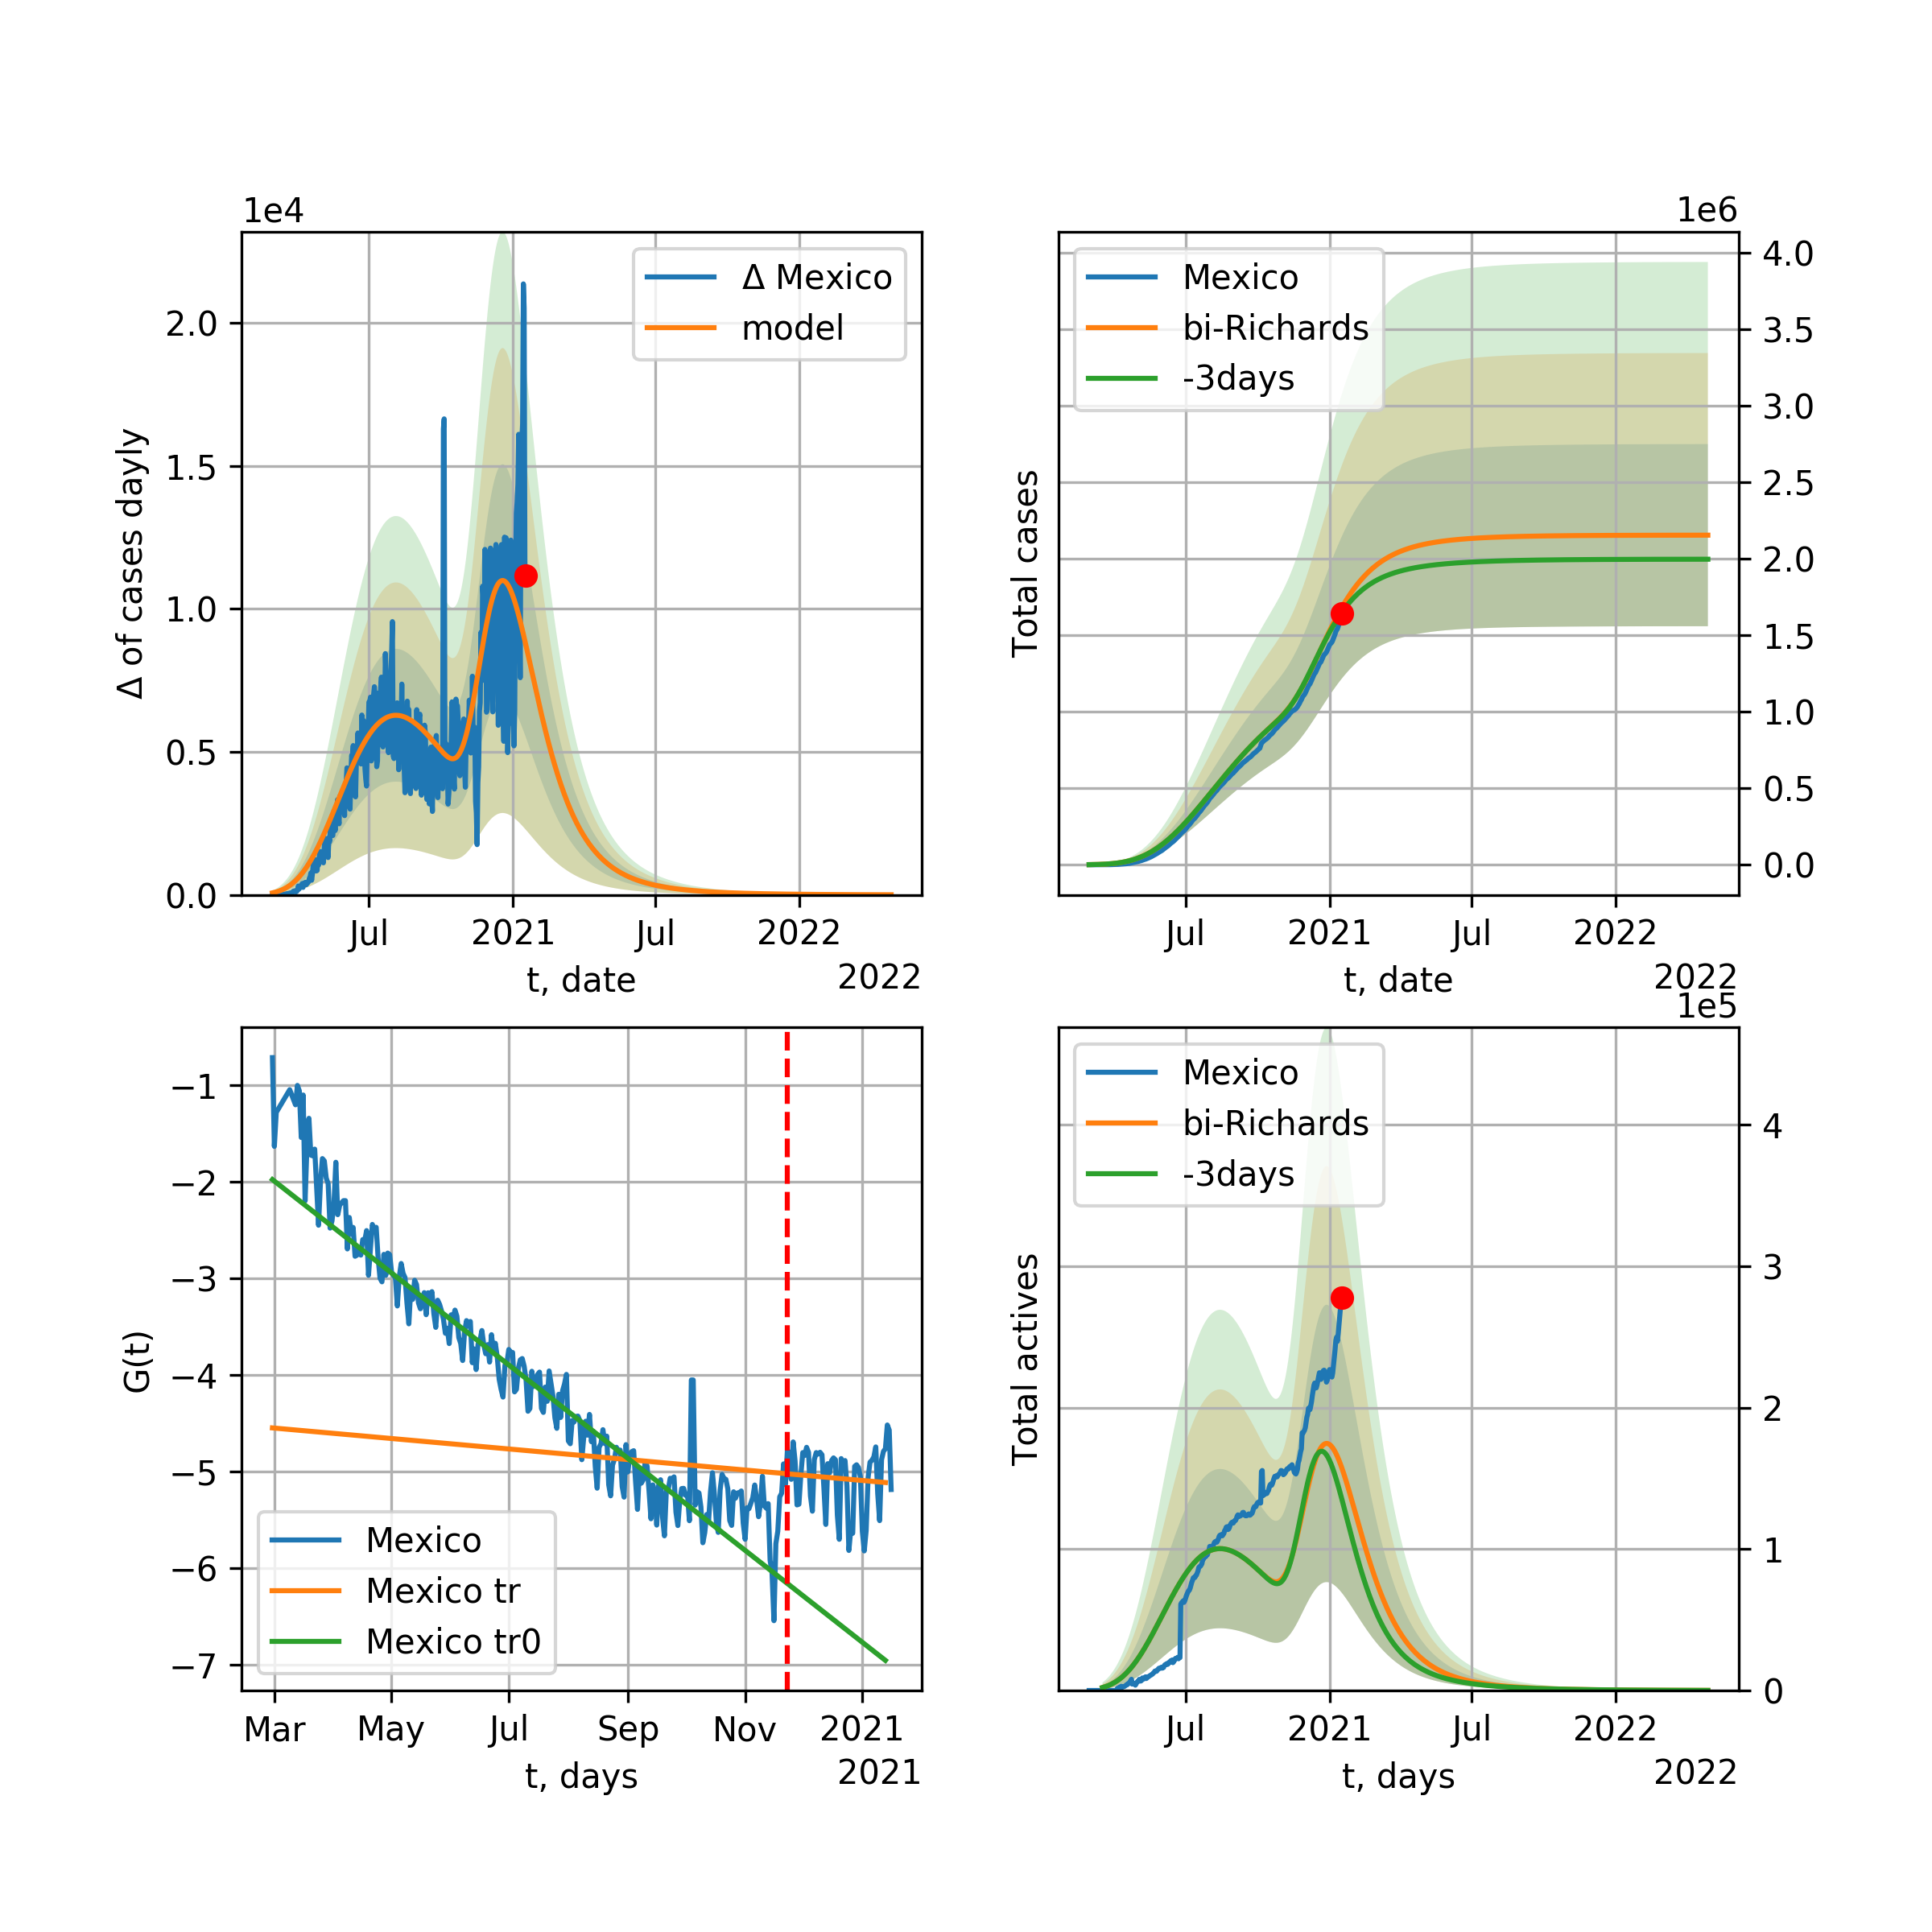 1e4
Δ of cases dayly
2.0
1.5
1.0
0.5
0.0
Δ Mexico
model
Jul 2021 Jul 2022
t, date
2022
1e6
Total cases
Mexico
bi-Richards
-3days
4.0
3.5
3.0
2.5
2.0
1.5
1.0
0.5
0.0
Jul 2021 Jul 2022
t, date
2022
G(t)
−1
−2
−3
−4
−5
−6
−7
Mexico
Mexico tr
Mexico tr0
Mar May Jul Sep Nov 2021
t, days
2021
1e5
Total actives
Mexico
bi-Richards
-3days
4
3
2
1
0
Jul 2021 Jul 2022
t, days
2022